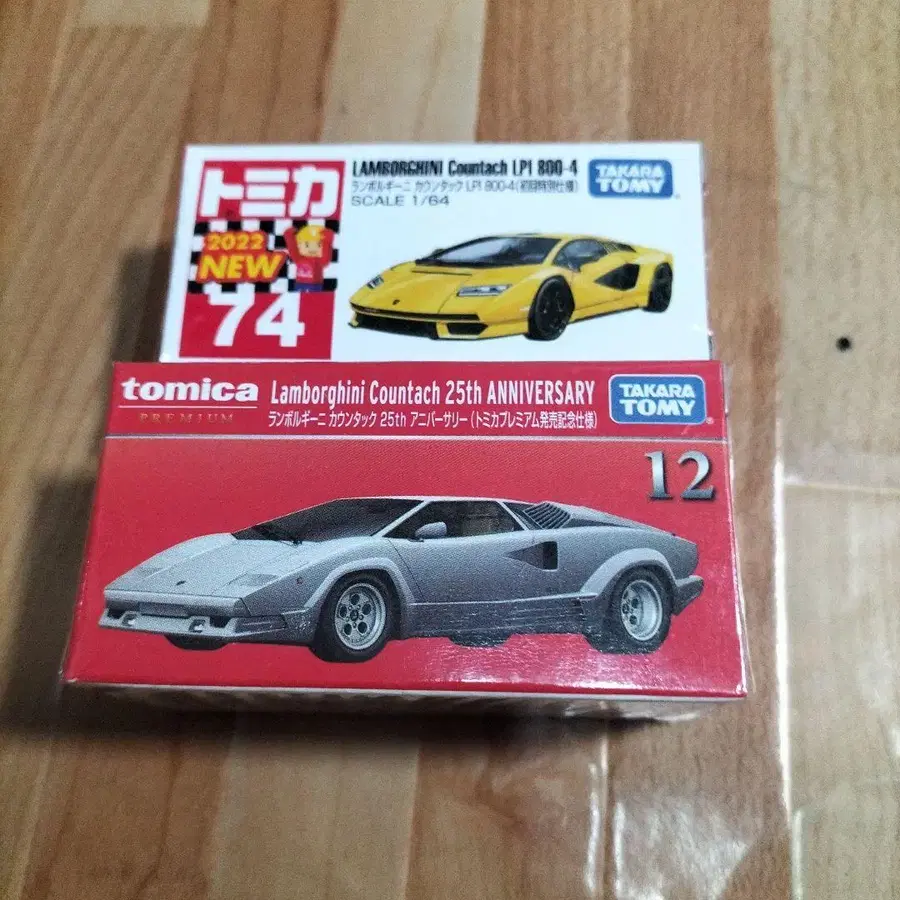 トミカ
2022
NEW
74
LAMBORGHINI Countach LPI 800-4
ランボルギーニ カウンタック LPI 800-4(初回特別仕様)
SCALE 1/64
TAKARA
TOMY
tomica
PREMIUM
Lamborghini Countach 25th ANNIVERSARY
ランボルギーニ カウンタック 25th アニバーサリー(トミカプレミアム発売記念仕様)
TAKARA
TOMY
12